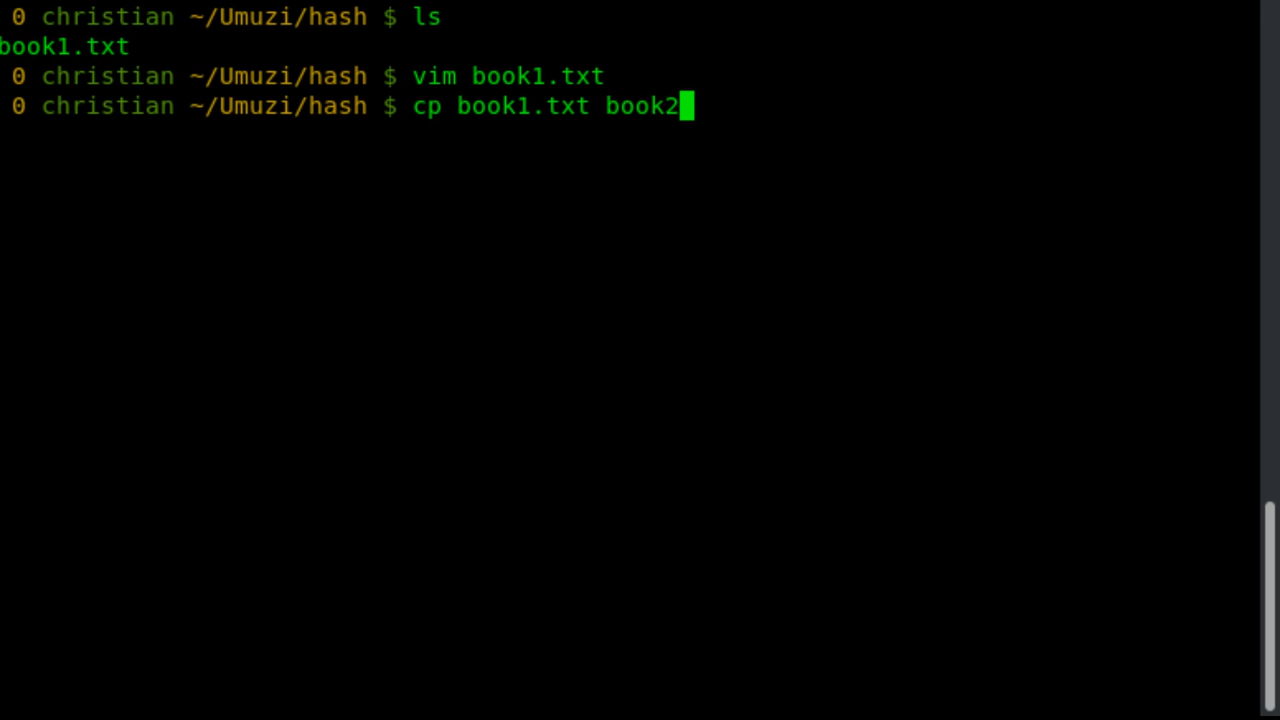 0 christian ~/Umuzi/hash $ ls
book1.txt
0 christian ~/Umuzi/hash $ vim book1.txt
0 christian ~/Umuzi/hash $ cp book1.txt book2